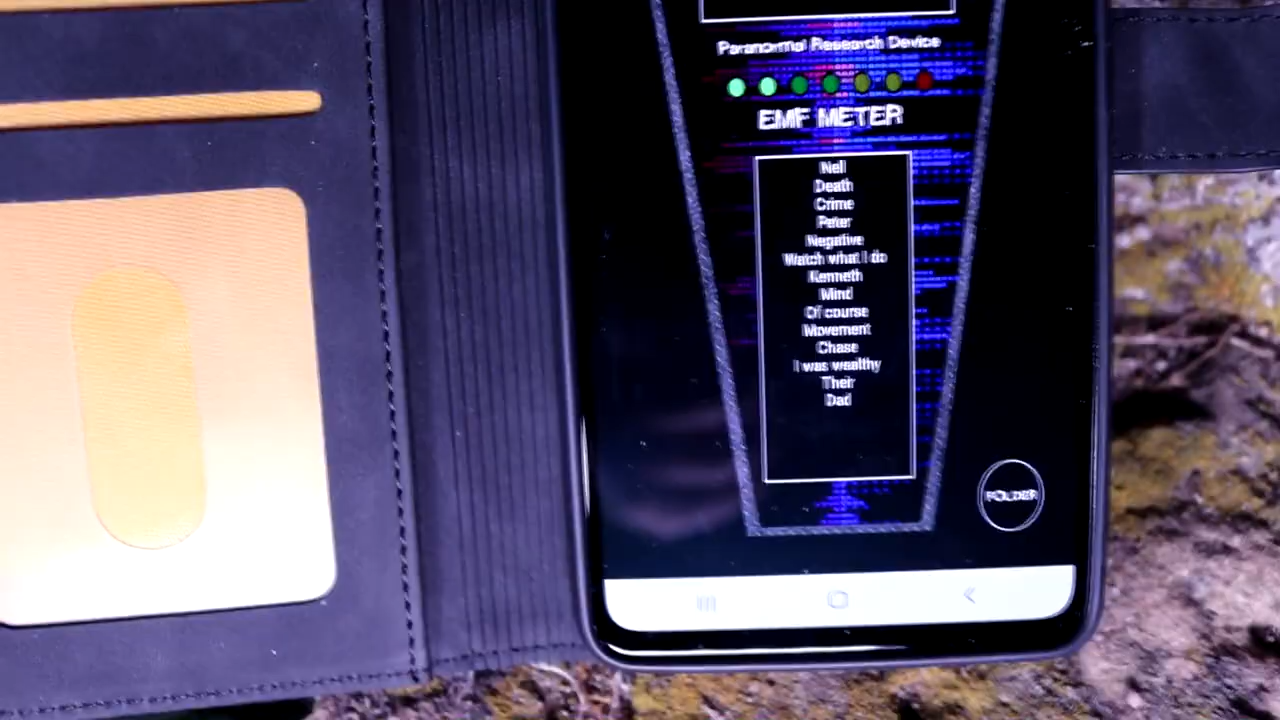 Paranormal Research Device
EMF METER
Nell
Death
Crime
Peter
Negative
Watch what I do
Kenneth
Mind
Of course
Movement
Chase
I was wealthy
Their
Dad
FOLDER